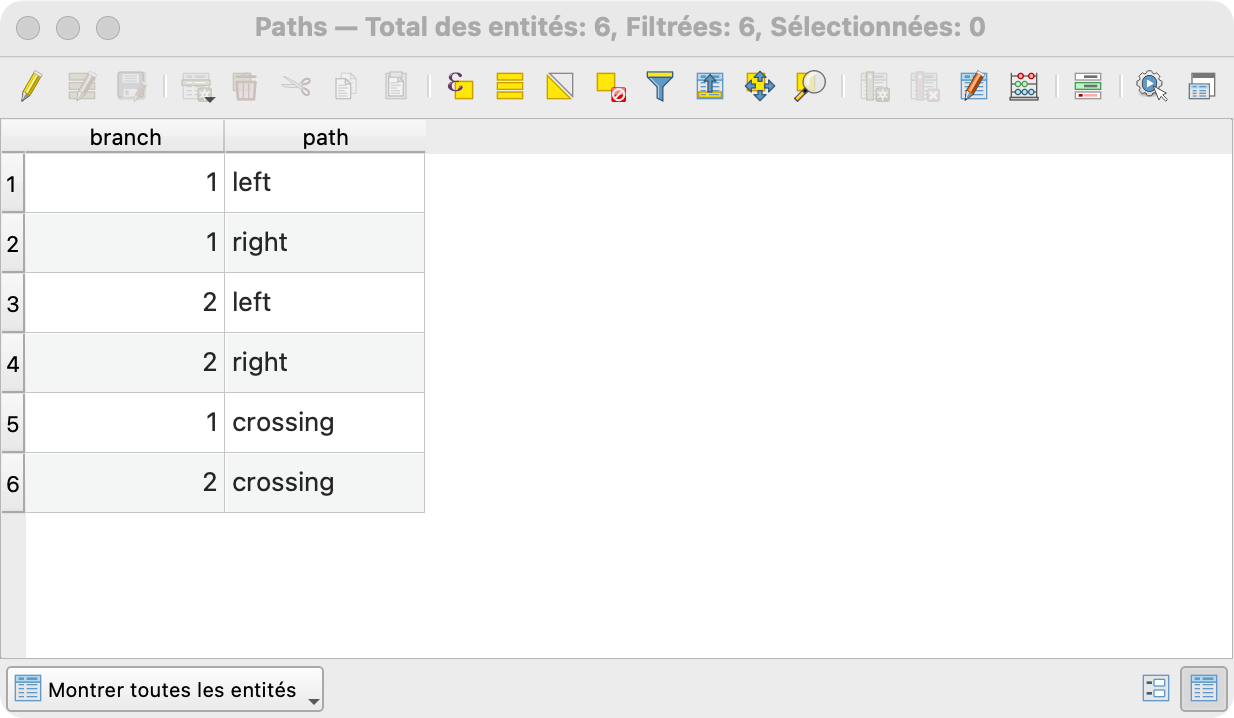 Paths — Total des entités: 6, Filtrées: 6, Sélectionnées: 0
branch path
1 1 left
2 1 right
3 2 left
4 2 right
5 1 crossing
6 2 crossing
Montrer toutes les entités